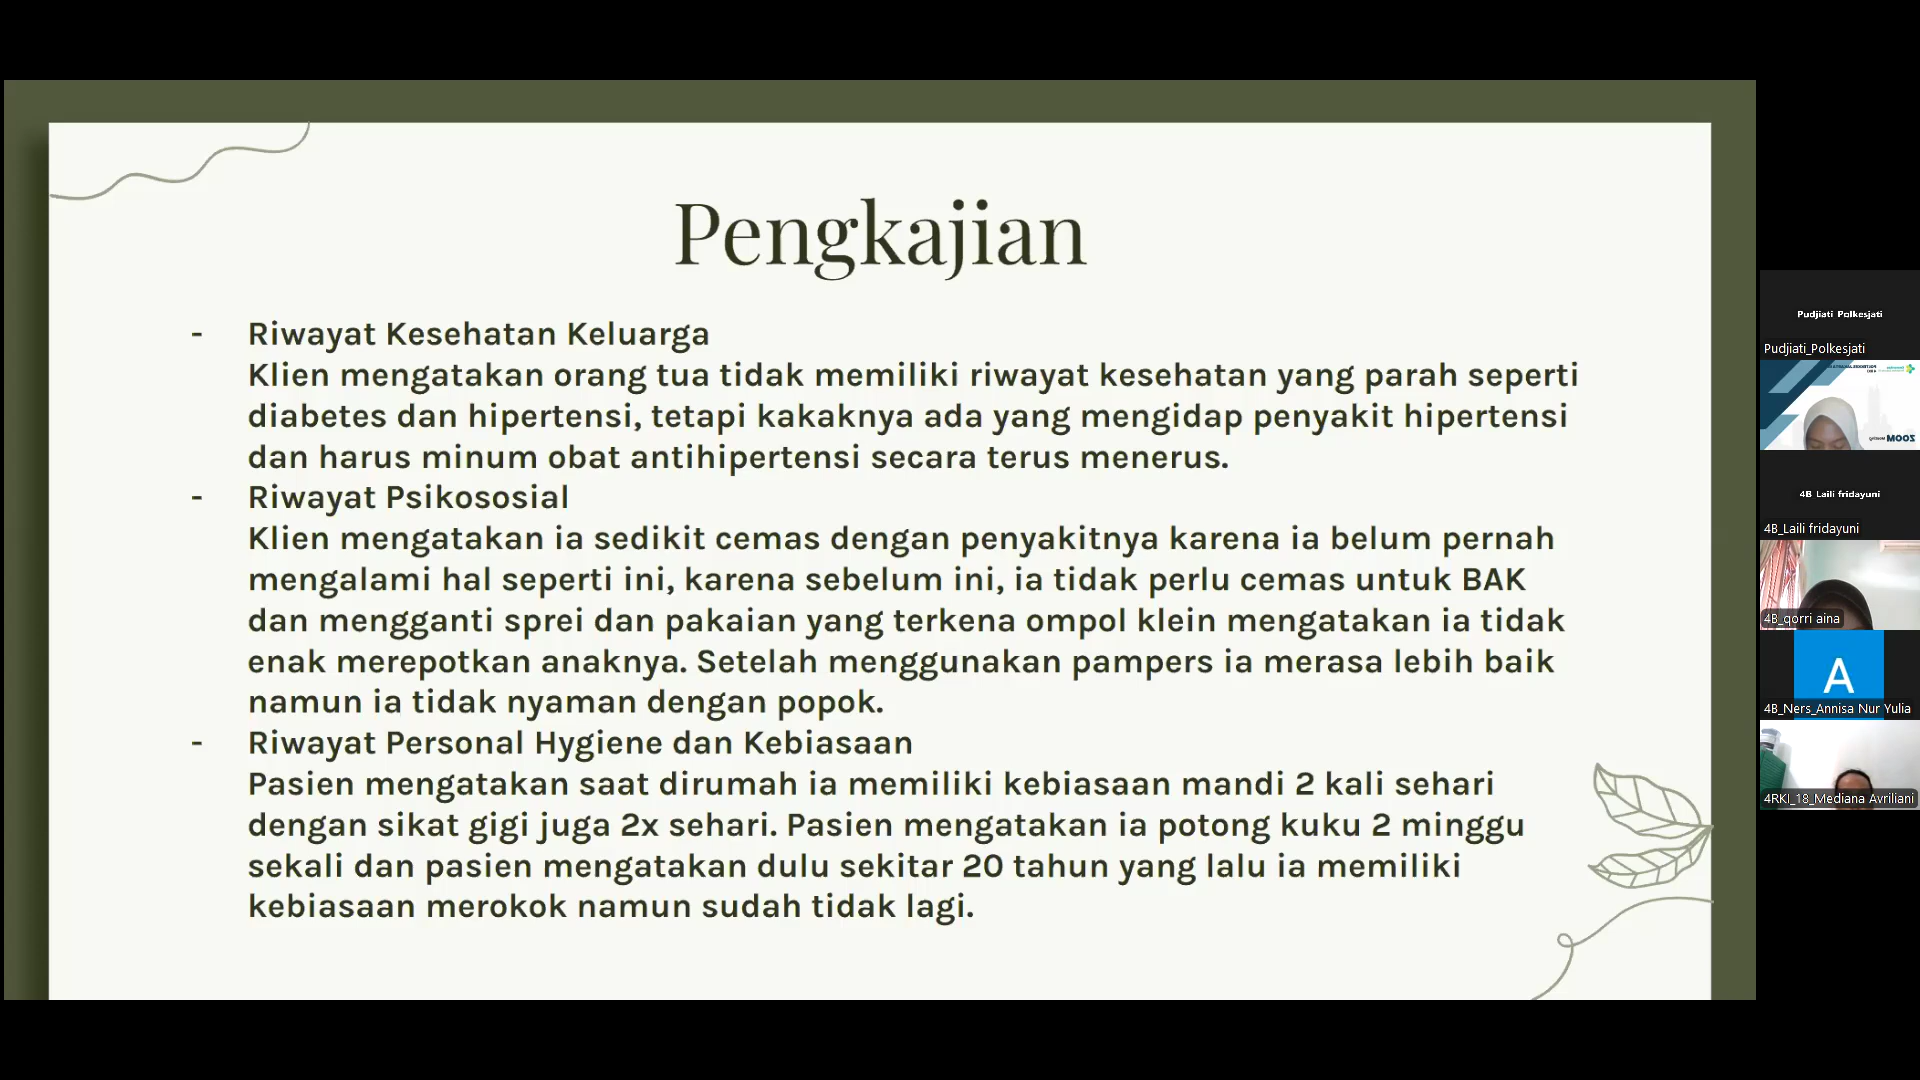 Pengkajian
- Riwayat Kesehatan Keluarga
Klien mengatakan orang tua tidak memiliki riwayat kesehatan yang parah seperti
diabetes dan hipertensi, tetapi kakaknya ada yang mengidap penyakit hipertensi
dan harus minum obat antihipertensi secara terus menerus.
- Riwayat Psikososial
Klien mengatakan ia sedikit cemas dengan penyakitnya karena ia belum pernah
mengalami hal seperti ini, karena sebelum ini, ia tidak perlu cemas untuk BAK
dan mengganti sprei dan pakaian yang terkena ompol klein mengatakan ia tidak
enak merepotkan anaknya. Setelah menggunakan pampers ia merasa lebih baik
namun ia tidak nyaman dengan popok.
- Riwayat Personal Hygiene dan Kebiasaan
Pasien mengatakan saat dirumah ia memiliki kebiasaan mandi 2 kali sehari
dengan sikat gigi juga 2x sehari. Pasien mengatakan ia potong kuku 2 minggu
sekali dan pasien mengatakan dulu sekitar 20 tahun yang lalu ia memiliki
kebiasaan merokok namun sudah tidak lagi.
Pudjiati Polkesjati
Pudjiati_Polkesjati
ZOOM
4B Laili fridayuni
4B_Laili fridayuni
4B_qorri aina
A
4B_Ners_Annisa Nur Yulia
4RKI_18_Mediana Avriliani